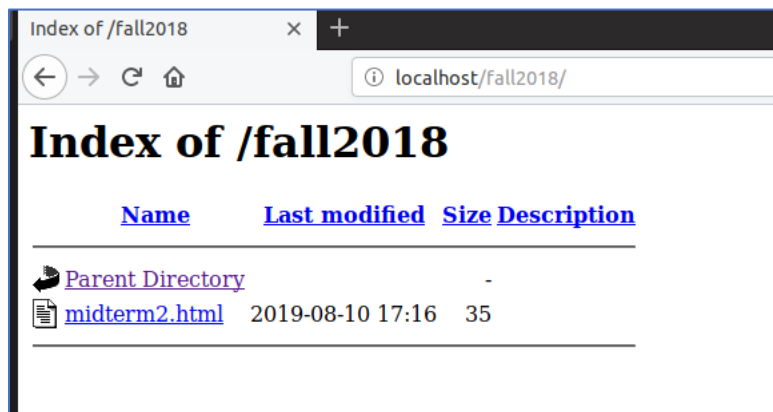 Index of /fall2018
localhost/fall2018/
Index of /fall2018
Name Last modified Size Description
Parent Directory -
midterm2.html 2019-08-10 17:16 35